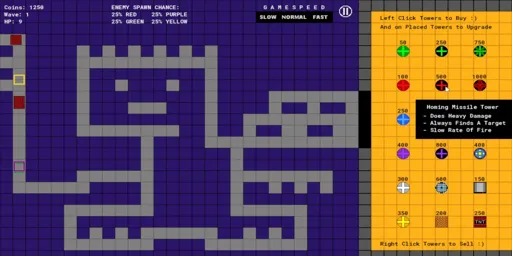 Coins: 1250
Wave: 1
HP: 9
ENEMY SPAWN CHANCE:
25% RED 25% PURPLE
25% GREEN 25% YELLOW
GAMESPEED
SLOW NORMAL FAST
Left Click Towers to Buy :)
And on Placed Towers to Upgrade
50 250 750
100 500 1000
Homing Missile Tower
- Does Heavy Damage
- Always Finds A Target
- Slow Rate Of Fire
250
400 800 400
300 600 150
350 200 250
TNT
Right Click Towers to Sell :)